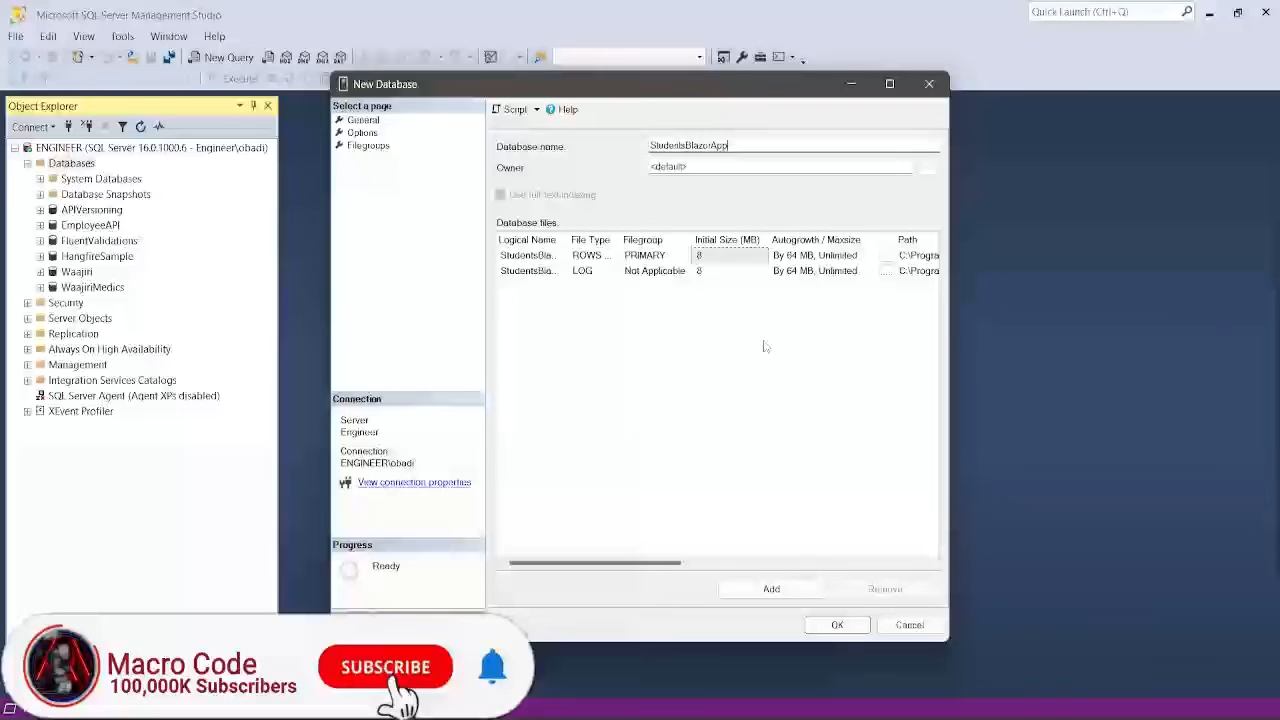 Microsoft SQL Server Management Studio
Quick Launch (Ctrl+Q)
File Edit View Tools Window Help
New Query
Execute
Object Explorer
Connect
ENGINEER (SQL Server 16.0.1000.6 - Engineer\obadi)
Databases
System Databases
Database Snapshots
APIVersioning
EmployeeAPI
FluentValidations
HangfireSample
Waajiri
WaajiriMedics
Security
Server Objects
Replication
Always On High Availability
Management
Integration Services Catalogs
SQL Server Agent (Agent XPs disabled)
XEvent Profiler
New Database
Select a page
General
Options
Filegroups
Connection
Server
Engineer
Connection
ENGINEER\obadi
View connection properties
Progress
Ready
Script Help
Database name
StudentsBlazorApp
Owner
<default>
Use full-text indexing
Database files
Logical Name File Type Filegroup Initial Size (MB) Autogrowth / Maxsize Path
StudentsBla... ROWS ... PRIMARY 8 By 64 MB, Unlimited C:\Progra
StudentsBla... LOG Not Applicable 8 By 64 MB, Unlimited ... C:\Progra
Add Remove
OK Cancel
Macro Code
100,000K Subscribers
SUBSCRIBE